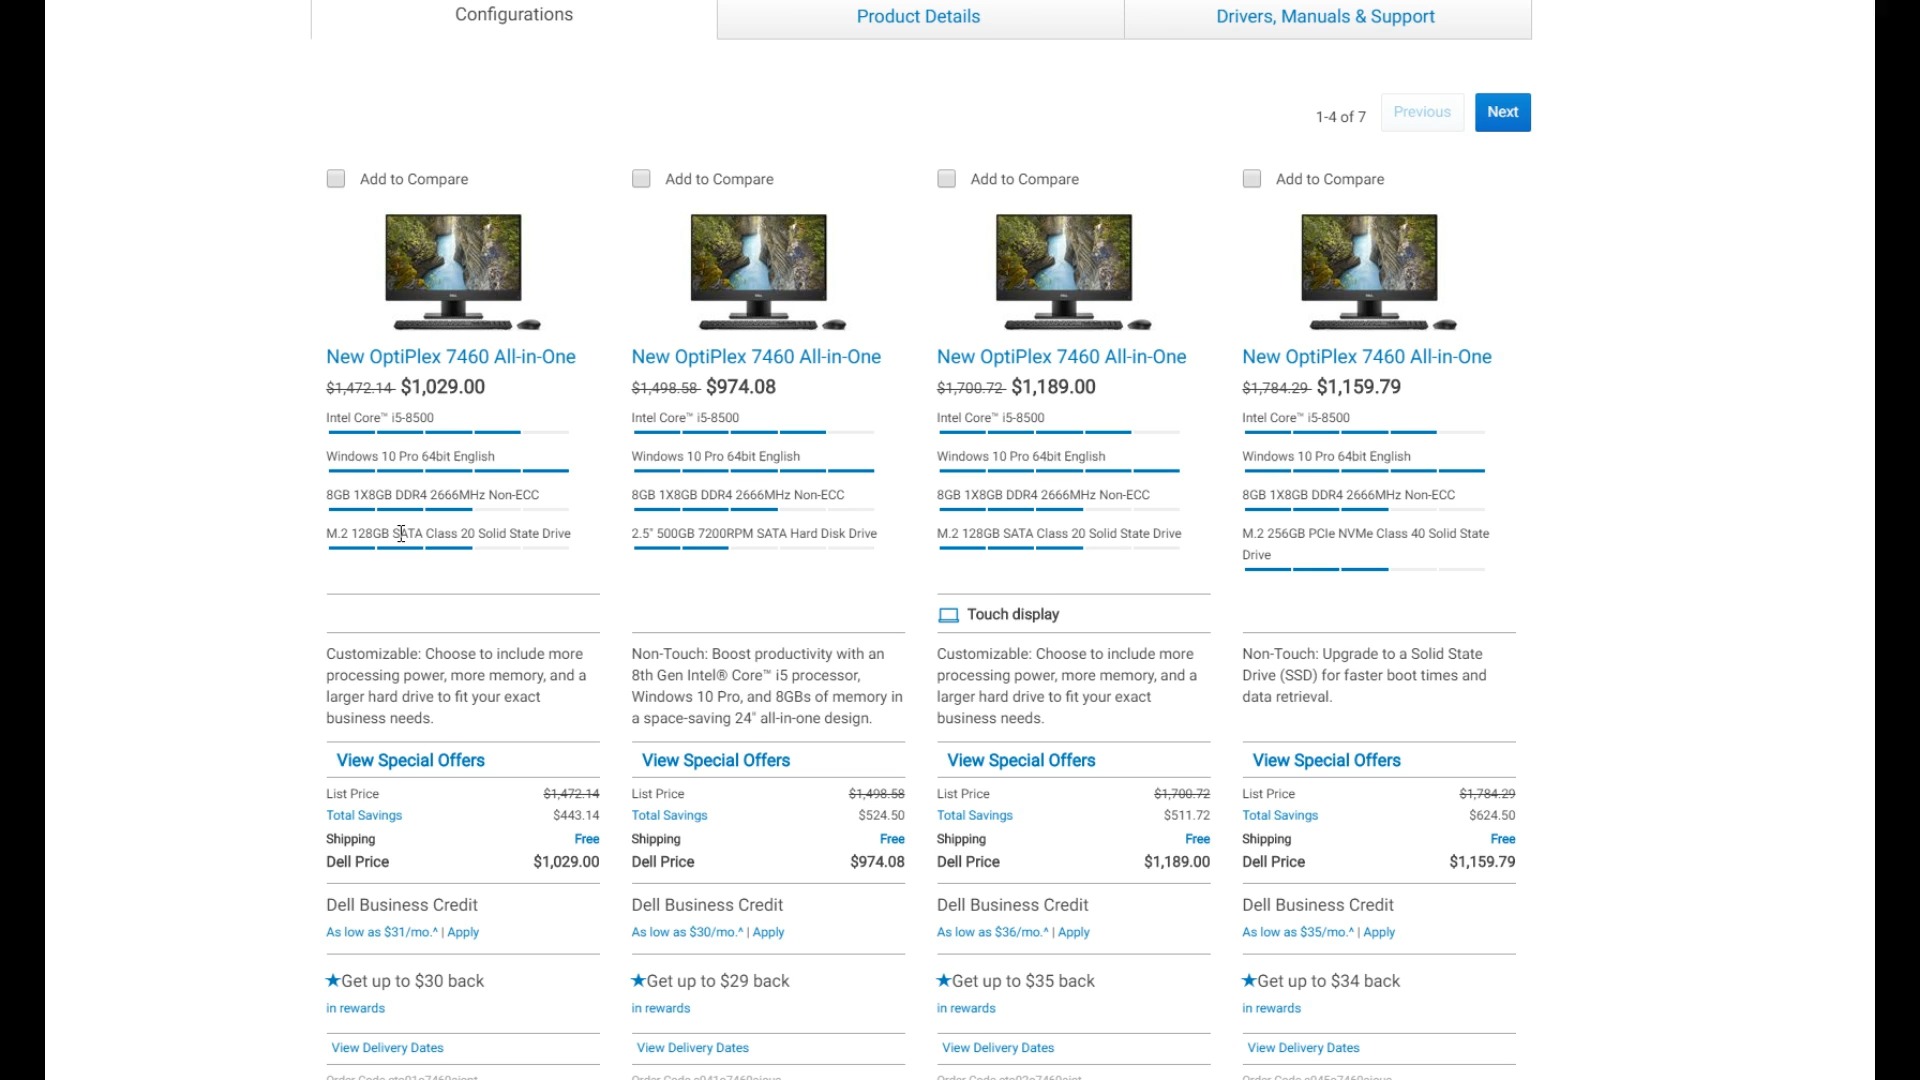 Configurations
Product Details
Drivers, Manuals & Support
1-4 of 7
Previous
Next
Add to Compare
New OptiPlex 7460 All-in-One
$1,472.14 $1,029.00
Intel Core™ i5-8500
Windows 10 Pro 64bit English
8GB 1X8GB DDR4 2666MHz Non-ECC
M.2 128GB SATA Class 20 Solid State Drive
Customizable: Choose to include more
processing power, more memory, and a
larger hard drive to fit your exact
business needs.
View Special Offers
List Price $1,472.14
Total Savings $443.14
Shipping Free
Dell Price $1,029.00
Dell Business Credit
As low as $31/mo.^ | Apply
★Get up to $30 back
in rewards
View Delivery Dates
Add to Compare
New OptiPlex 7460 All-in-One
$1,498.58 $974.08
Intel Core™ i5-8500
Windows 10 Pro 64bit English
8GB 1X8GB DDR4 2666MHz Non-ECC
2.5" 500GB 7200RPM SATA Hard Disk Drive
Non-Touch: Boost productivity with an
8th Gen Intel® Core™ i5 processor,
Windows 10 Pro, and 8GBs of memory in
a space-saving 24" all-in-one design.
View Special Offers
List Price $1,498.58
Total Savings $524.50
Shipping Free
Dell Price $974.08
Dell Business Credit
As low as $30/mo.^ | Apply
★Get up to $29 back
in rewards
View Delivery Dates
Add to Compare
New OptiPlex 7460 All-in-One
$1,700.72 $1,189.00
Intel Core™ i5-8500
Windows 10 Pro 64bit English
8GB 1X8GB DDR4 2666MHz Non-ECC
M.2 128GB SATA Class 20 Solid State Drive
Touch display
Customizable: Choose to include more
processing power, more memory, and a
larger hard drive to fit your exact
business needs.
View Special Offers
List Price $1,700.72
Total Savings $511.72
Shipping Free
Dell Price $1,189.00
Dell Business Credit
As low as $36/mo.^ | Apply
★Get up to $35 back
in rewards
View Delivery Dates
Add to Compare
New OptiPlex 7460 All-in-One
$1,784.29 $1,159.79
Intel Core™ i5-8500
Windows 10 Pro 64bit English
8GB 1X8GB DDR4 2666MHz Non-ECC
M.2 256GB PCIe NVMe Class 40 Solid State
Drive
Non-Touch: Upgrade to a Solid State
Drive (SSD) for faster boot times and
data retrieval.
View Special Offers
List Price $1,784.29
Total Savings $624.50
Shipping Free
Dell Price $1,159.79
Dell Business Credit
As low as $35/mo.^ | Apply
★Get up to $34 back
in rewards
View Delivery Dates